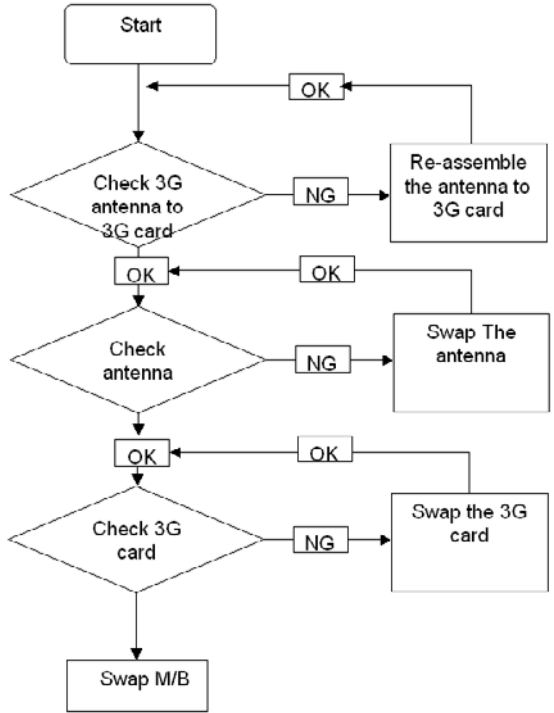 Start
OK
Check 3G
antenna to
3G card
NG
Re-assemble
the antenna to
3G card
OK
OK
Check
antenna
NG
Swap The
antenna
OK
OK
Check 3G
card
NG
Swap the 3G
card
Swap M/B